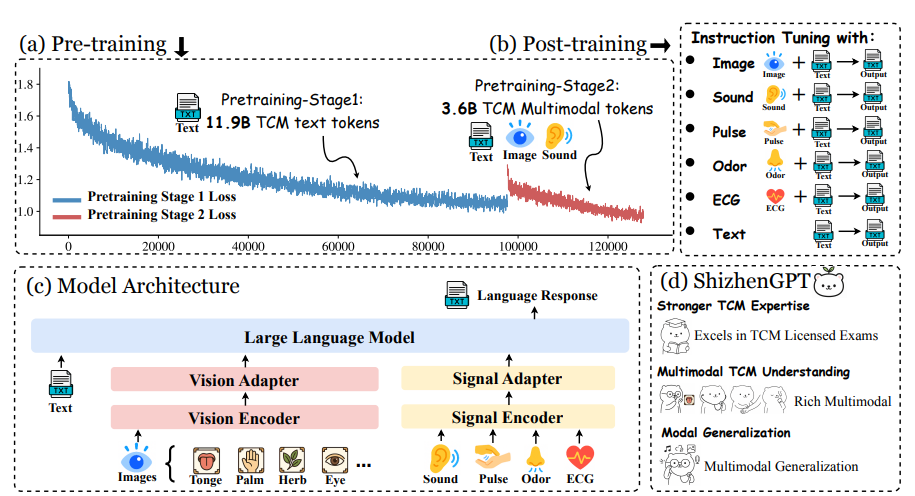 (a) Pre-training
(b) Post-training
1.8
1.6
1.4
1.2
1.0
0
20000
40000
60000
80000
100000
120000
TXT
Text
Pretraining-Stage1:
11.9B TCM text tokens
Pretraining-Stage2:
3.6B TCM Multimodal tokens
TXT
Text
Image
Sound
Pretraining Stage 1 Loss
Pretraining Stage 2 Loss
Instruction Tuning with:
Image
Image
+
TXT
Text
TXT
Output
Sound
Sound
+
TXT
Text
TXT
Output
Pulse
Pulse
+
TXT
Text
TXT
Output
Odor
Odor
+
TXT
Text
TXT
Output
ECG
ECG
+
TXT
Text
TXT
Output
Text
TXT
Text
TXT
Output
(c) Model Architecture
TXT
Language Response
Large Language Model
TXT
Text
Vision Adapter
Vision Encoder
Signal Adapter
Signal Encoder
Images
{
Tonge
Palm
Herb
Eye
...
Sound
Pulse
Odor
ECG
(d) ShizhenGPT
Stronger TCM Expertise
Excels in TCM Licensed Exams
Multimodal TCM Understanding
Rich Multimodal
Modal Generalization
Multimodal Generalization